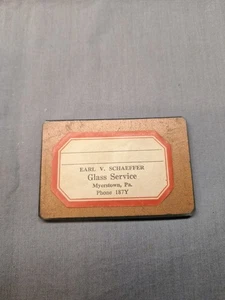 EARL V. SCHAEFFER
Glass Service
Myerstown, Pa.
Phone 187Y